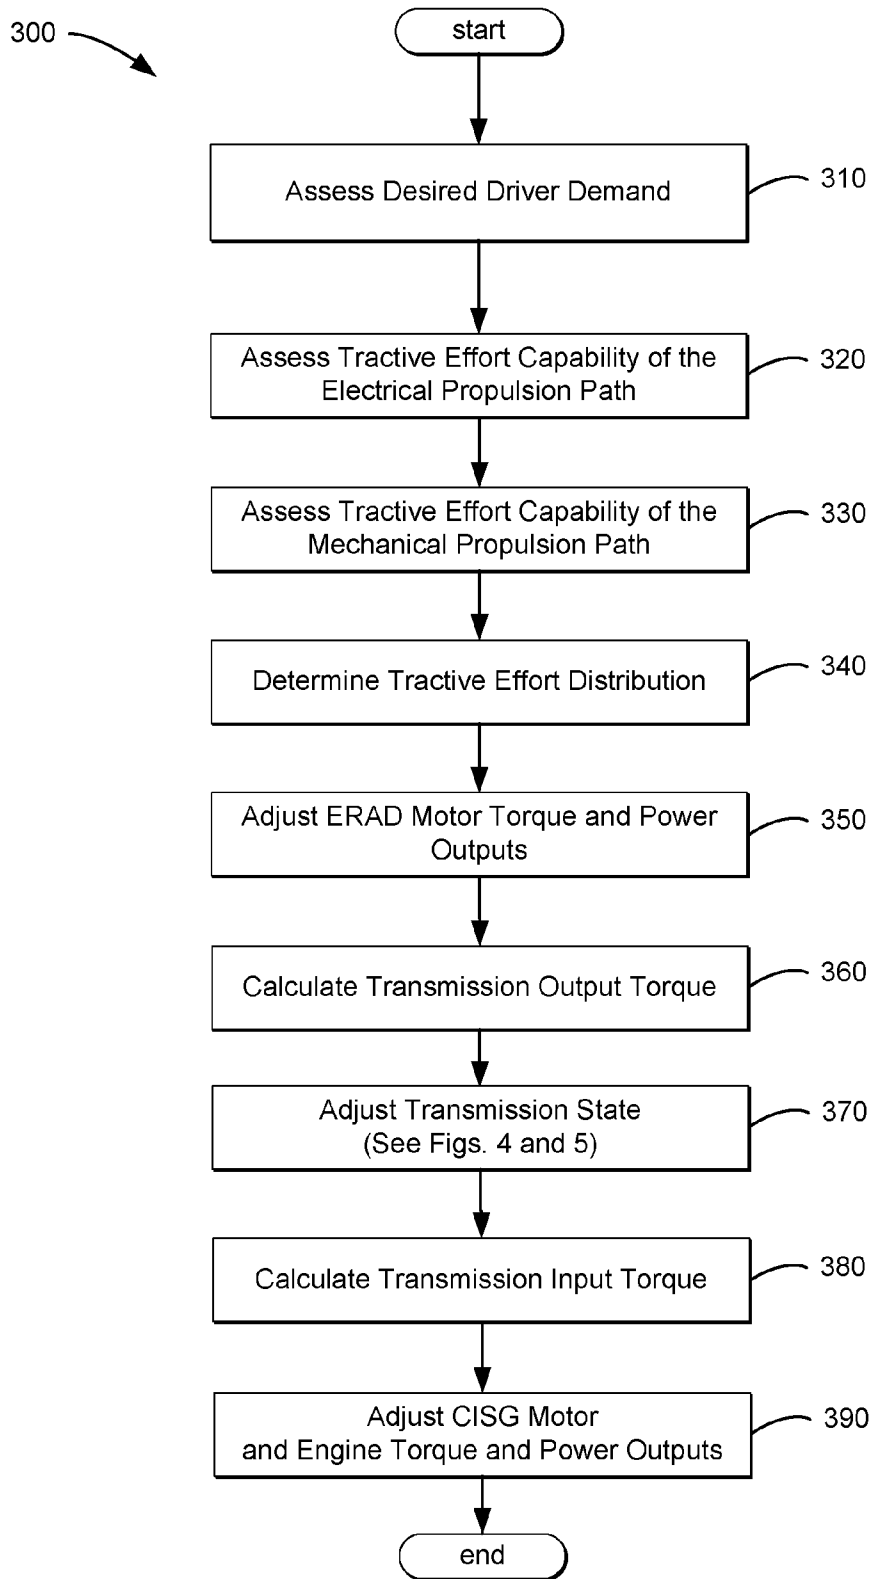 300
start
Assess Desired Driver Demand
310
Assess Tractive Effort Capability of the
Electrical Propulsion Path
320
Assess Tractive Effort Capability of the
Mechanical Propulsion Path
330
Determine Tractive Effort Distribution
340
Adjust ERAD Motor Torque and Power
Outputs
350
Calculate Transmission Output Torque
360
Adjust Transmission State
(See Figs. 4 and 5)
370
Calculate Transmission Input Torque
380
Adjust CISG Motor
and Engine Torque and Power Outputs
390
end